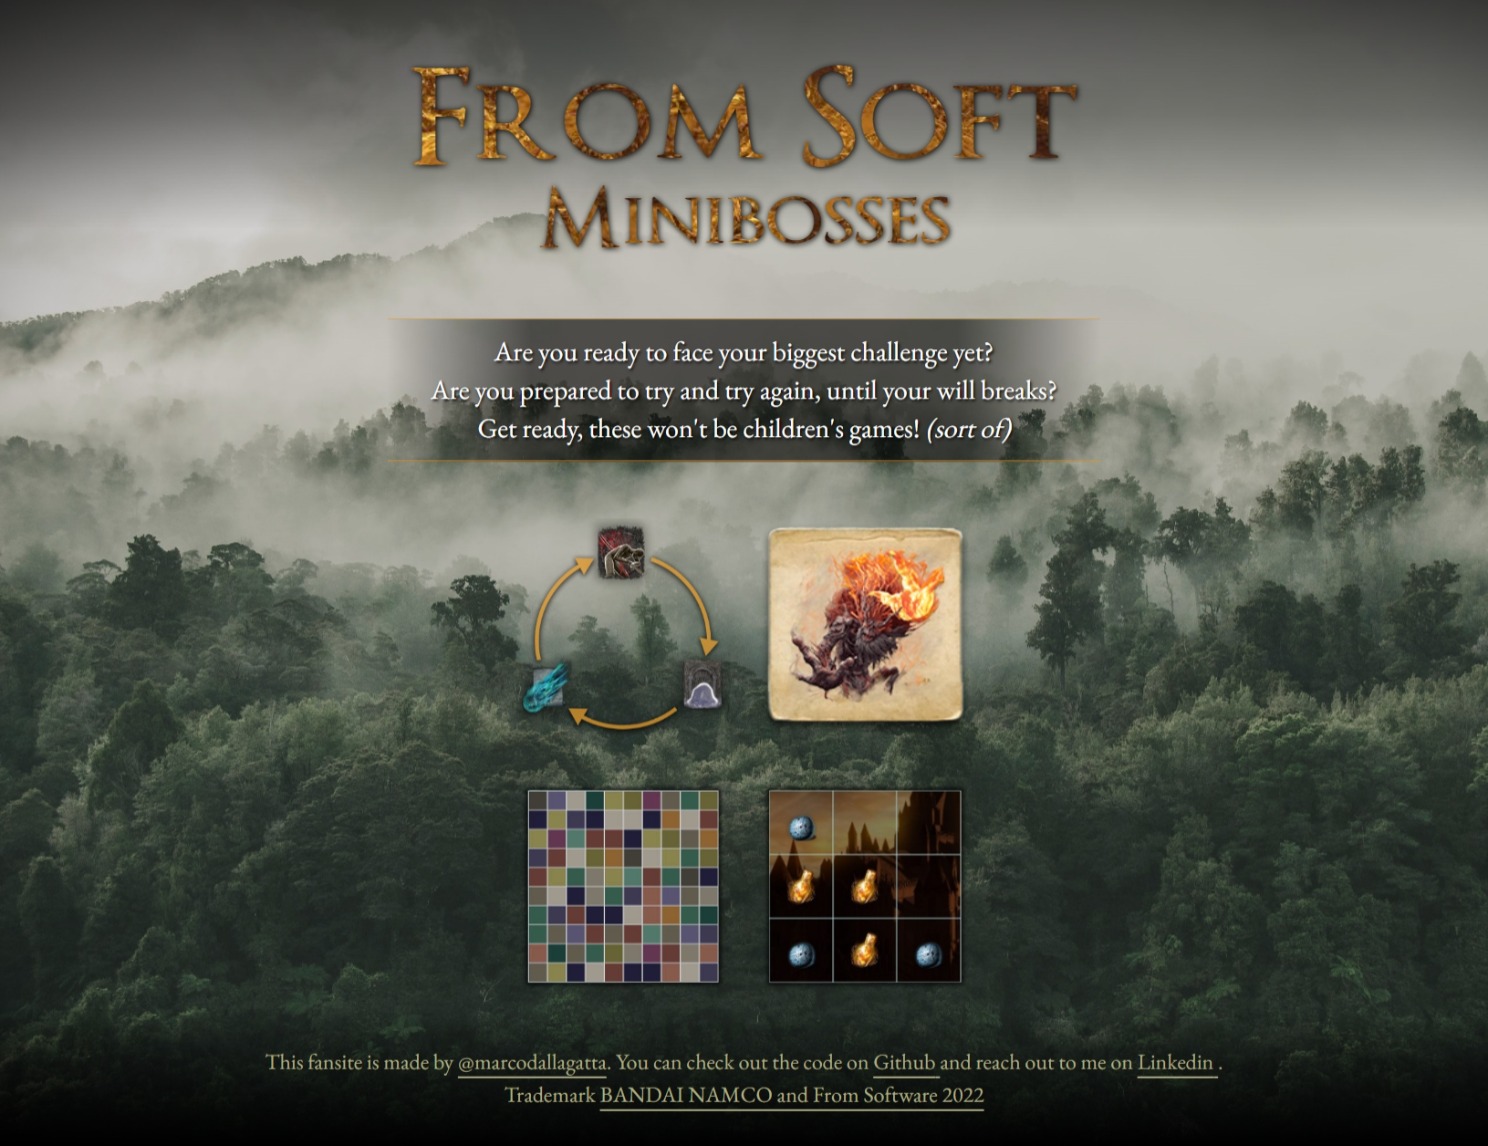 From Soft
Minibosses
Are you ready to face your biggest challenge yet?
Are you prepared to try and try again, until your will breaks?
Get ready, these won't be children's games! (sort of)
This fansite is made by @marcodallagatta. You can check out the code on Github and reach out to me on Linkedin .
Trademark BANDAI NAMCO and From Software 2022